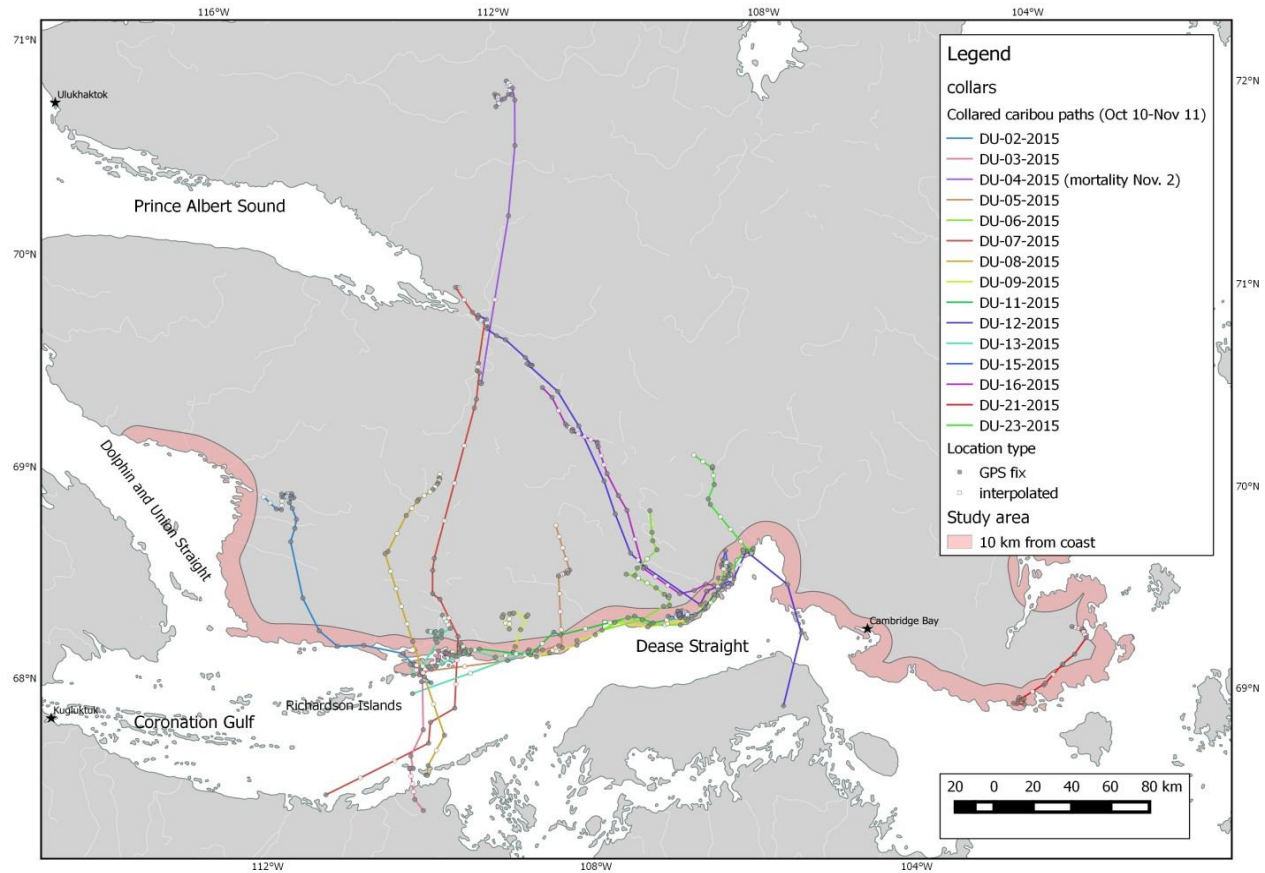 116°W
112°W
108°W
104°W
71°N
72°N
Ulukhaktok
Prince Albert Sound
70°N
71°N
69°N
70°N
Dolphin and Union Straight
Cambridge Bay
Dease Straight
68°N
69°N
Richardson Islands
Kugluktuk
Coronation Gulf
112°W
108°W
104°W
Legend
collars
Collared caribou paths (Oct 10-Nov 11)
DU-02-2015
DU-03-2015
DU-04-2015 (mortality Nov. 2)
DU-05-2015
DU-06-2015
DU-07-2015
DU-08-2015
DU-09-2015
DU-11-2015
DU-12-2015
DU-13-2015
DU-15-2015
DU-16-2015
DU-21-2015
DU-23-2015
Location type
GPS fix
interpolated
Study area
10 km from coast
20 0 20 40 60 80 km